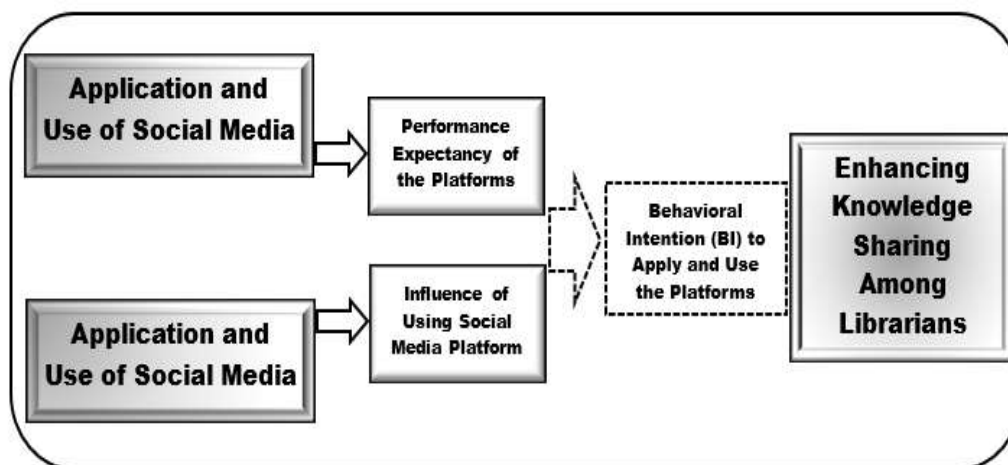 Application and
Use of Social Media
Performance
Expectancy of
the Platforms
Behavioral
Intention (BI) to
Apply and Use
the Platforms
Enhancing
Knowledge
Sharing
Among
Librarians
Application and
Use of Social Media
Influence of
Using Social
Media Platform